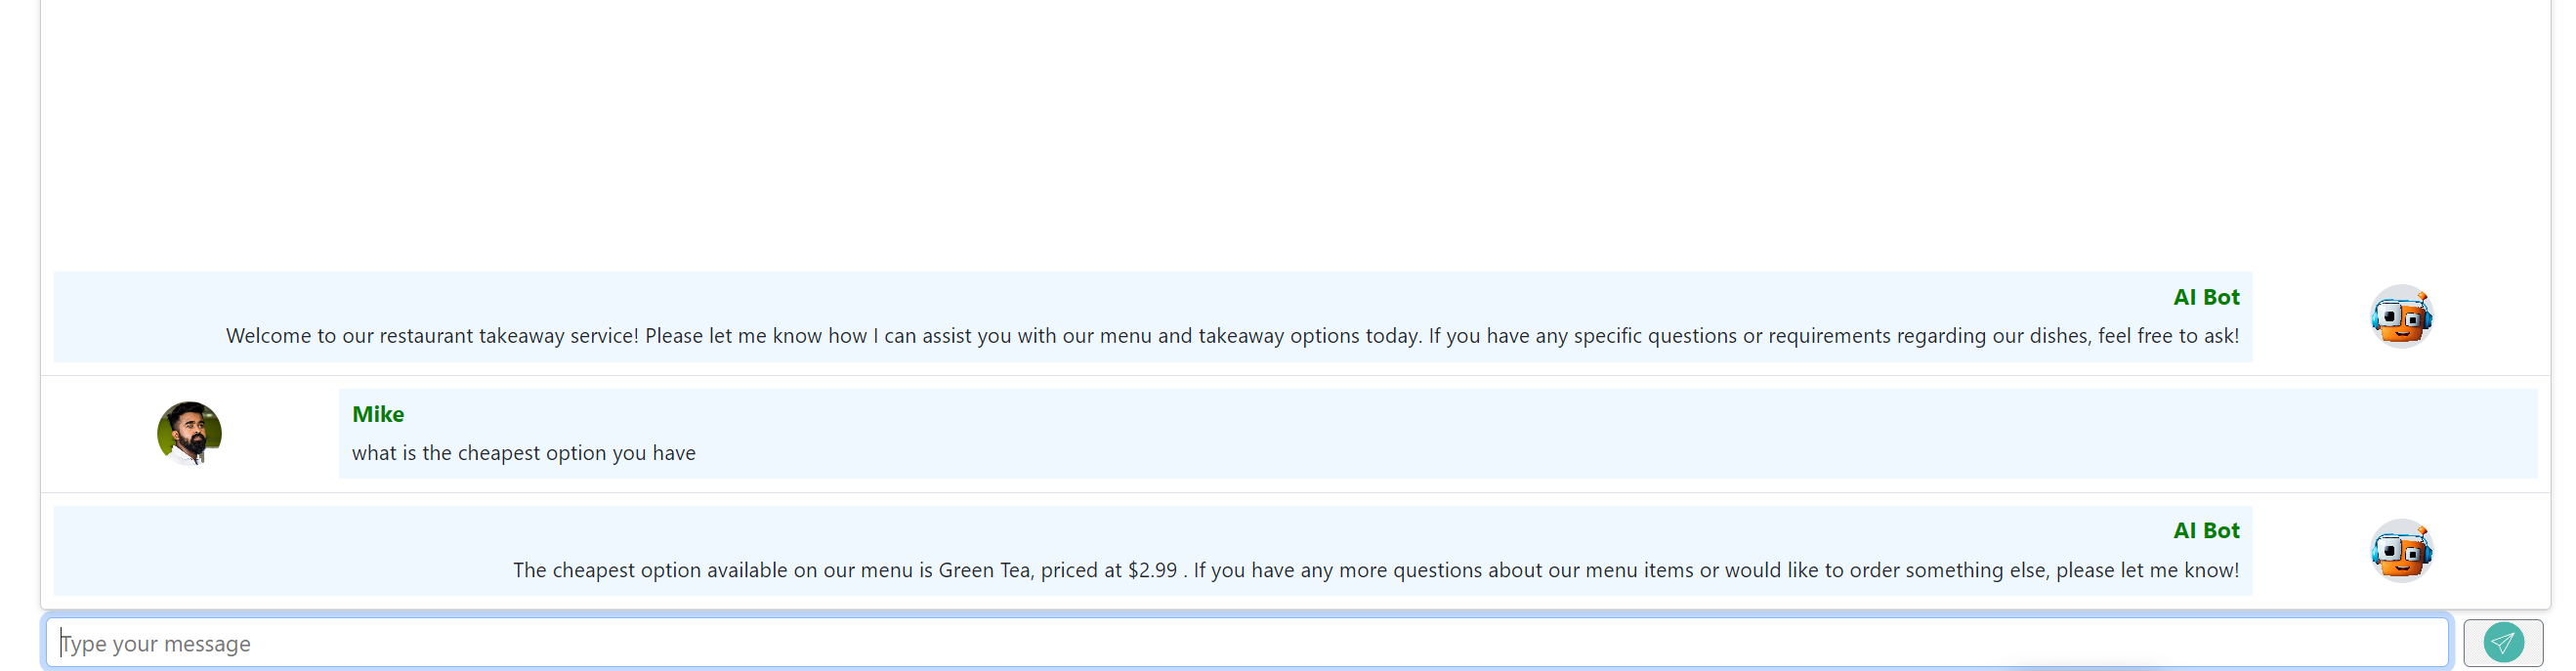 AI Bot
Welcome to our restaurant takeaway service! Please let me know how I can assist you with our menu and takeaway options today. If you have any specific questions or requirements regarding our dishes, feel free to ask!
Mike
what is the cheapest option you have
AI Bot
The cheapest option available on our menu is Green Tea, priced at $2.99 . If you have any more questions about our menu items or would like to order something else, please let me know!
Type your message